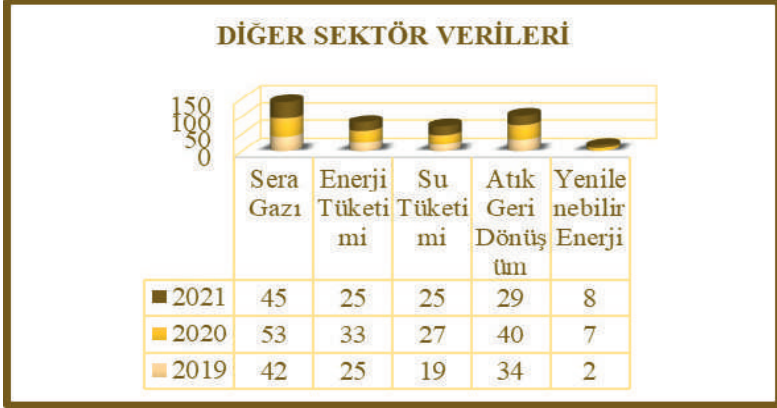 DİĞER SEKTÖR VERİLERİ
150
100
50
0
Sera Gazı
Enerji Tüketi mi
Su Tüketi mi
Atık Geri Dönüş üm
Yenile nebilir Enerji
2021 45 25 25 29 8
2020 53 33 27 40 7
2019 42 25 19 34 2